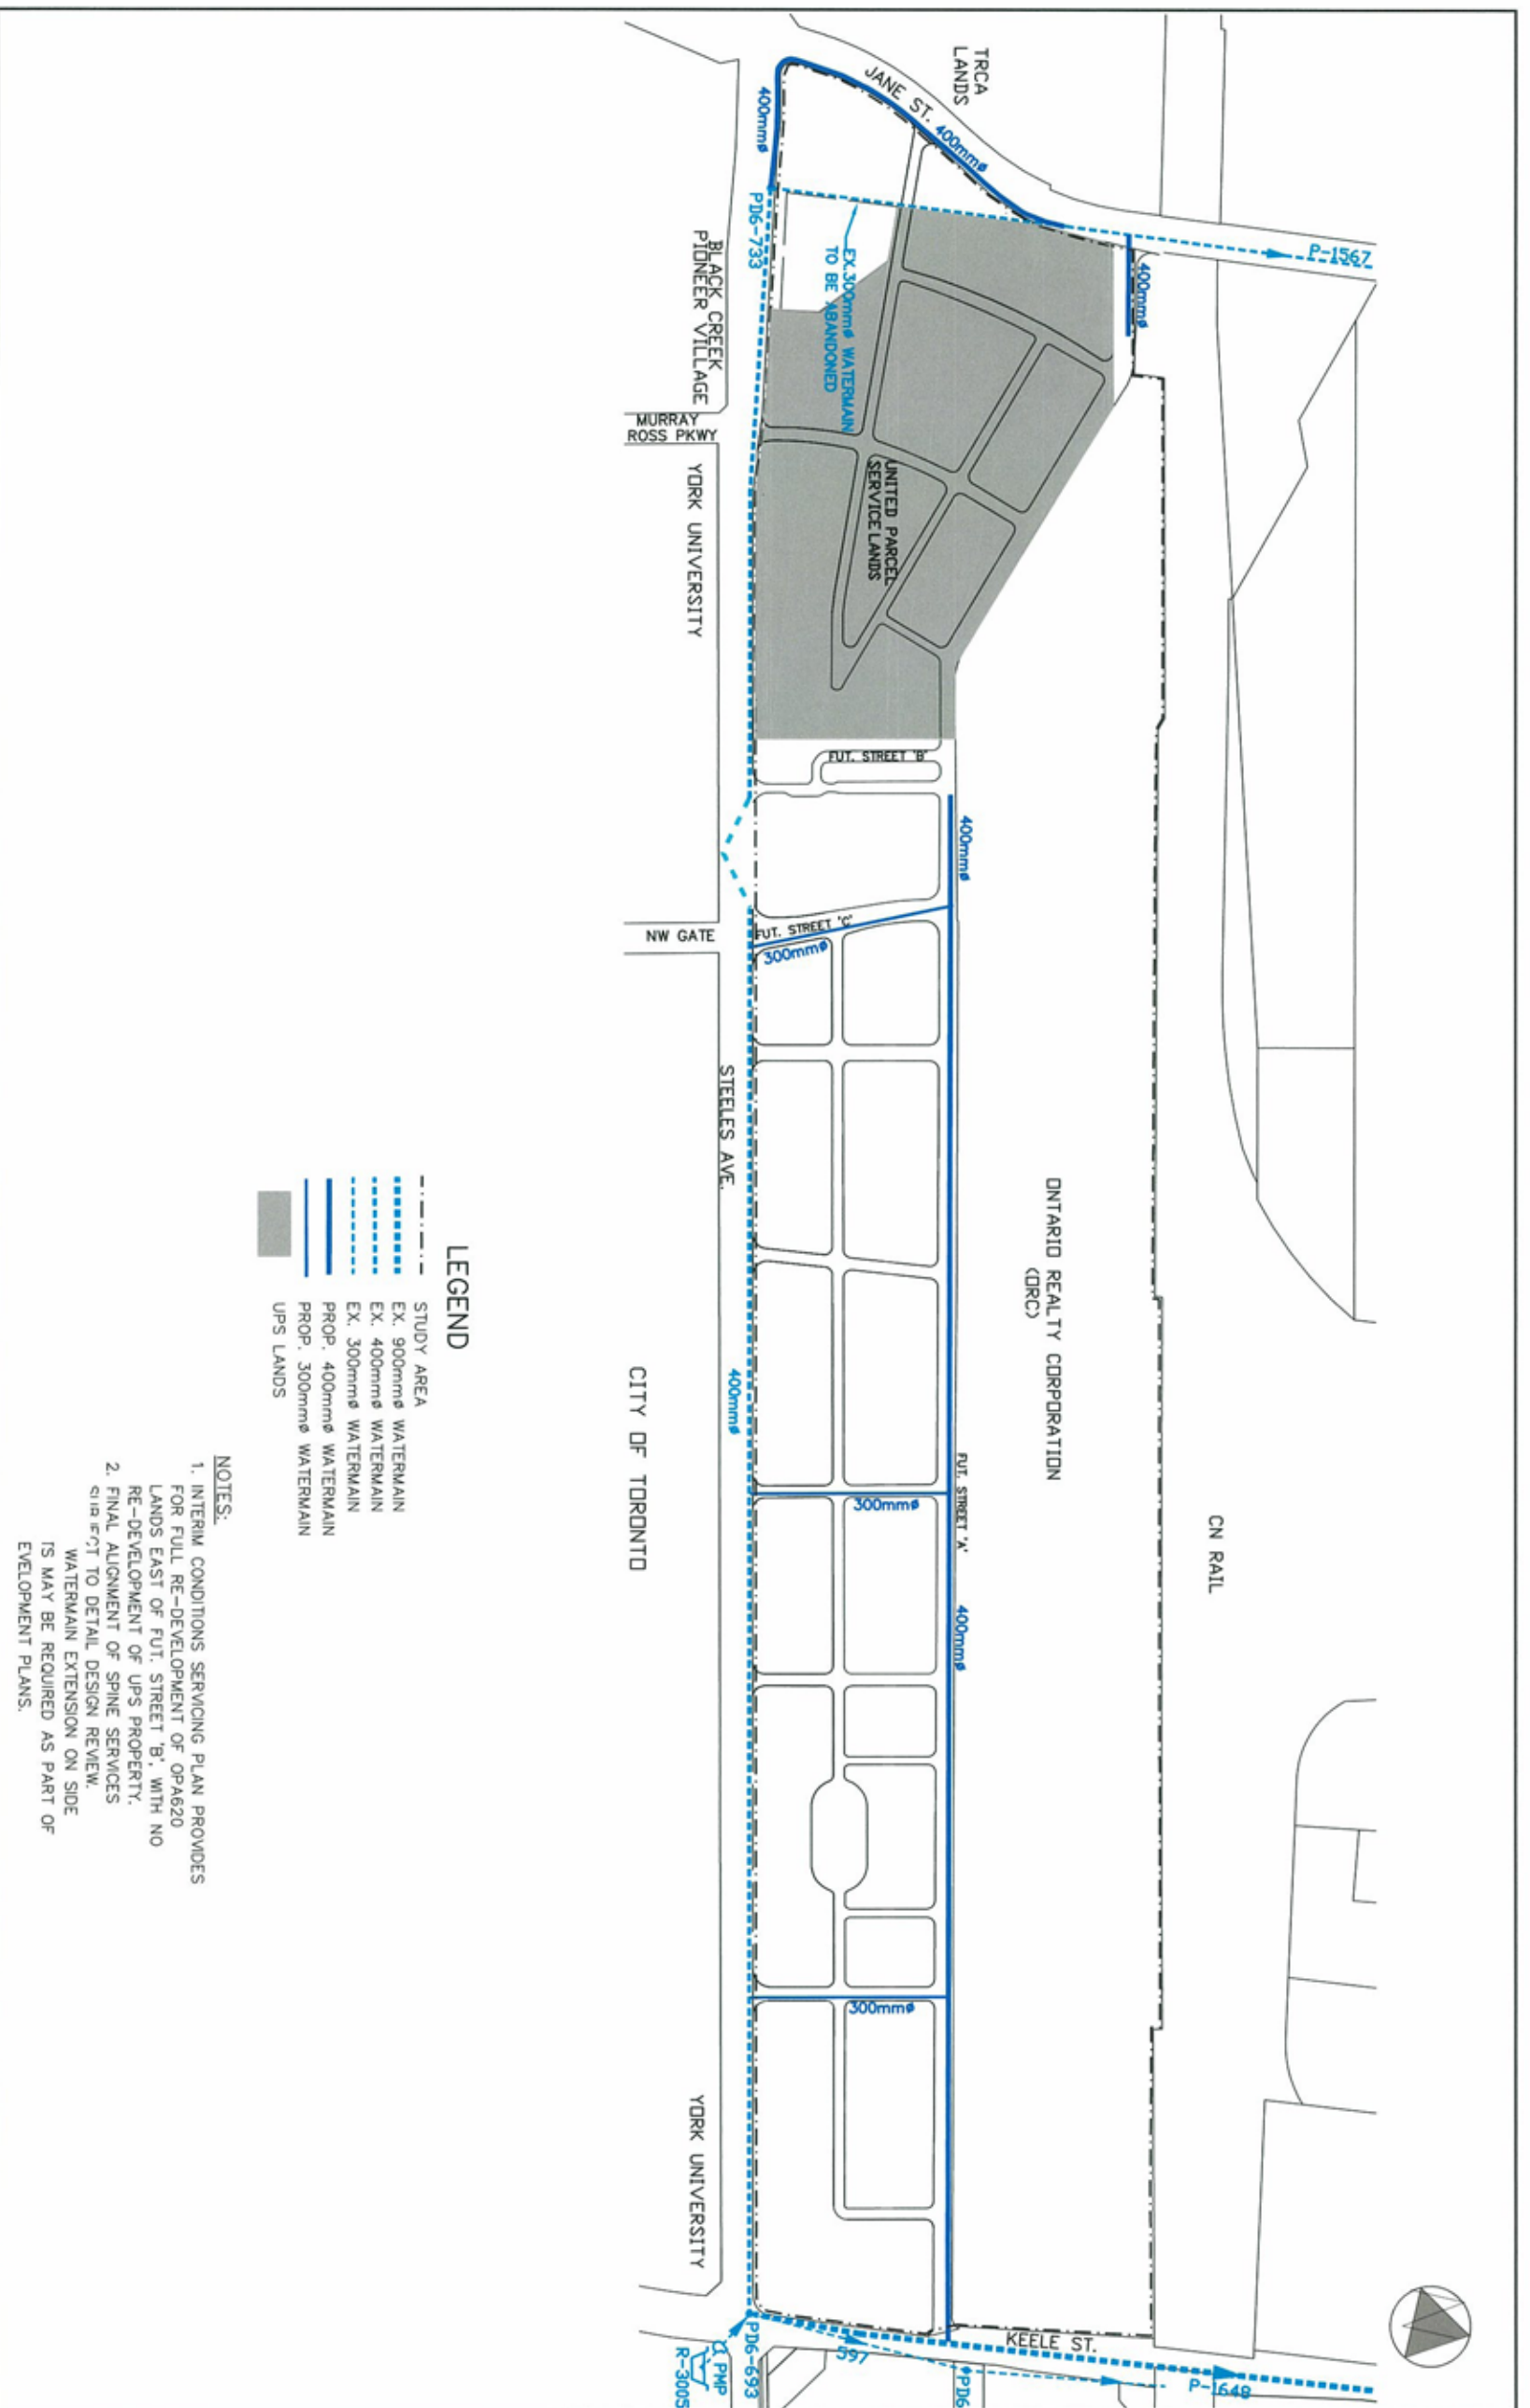 TRCA
LANDS
JANE ST.
400mmø
400mmø
P-1567
400mmø
PD6-733
EX.300mmø WATERMAIN
TO BE ABANDONED
BLACK CREEK
PIONEER VILLAGE
MURRAY
ROSS PKWY
YORK UNIVERSITY
UNITED PARCEL
SERVICE LANDS
FUT. STREET 'B'
400mmø
FUT. STREET 'C'
300mmø
NW GATE
STEELES AVE.
400mmø
ONTARIO REALTY CORPORATION
(ORC)
CN RAIL
FUT. STREET 'A'
400mmø
300mmø
300mmø
CITY OF TORONTO
YORK UNIVERSITY
KEELE ST.
P-1648
597
PD6
PD6-693
PMP
R-3005
LEGEND
STUDY AREA
EX. 900mmø WATERMAIN
EX. 400mmø WATERMAIN
EX. 300mmø WATERMAIN
PROP. 400mmø WATERMAIN
PROP. 300mmø WATERMAIN
UPS LANDS
NOTES:
1. INTERIM CONDITIONS SERVICING PLAN PROVIDES
FOR FULL RE-DEVELOPMENT OF OPA620
LANDS EAST OF FUT. STREET 'B', WITH NO
RE-DEVELOPMENT OF UPS PROPERTY.
2. FINAL ALIGNMENT OF SPINE SERVICES
SUBJECT TO DETAIL DESIGN REVIEW.
WATERMAIN EXTENSION ON SIDE
TS MAY BE REQUIRED AS PART OF
EVELOPMENT PLANS.